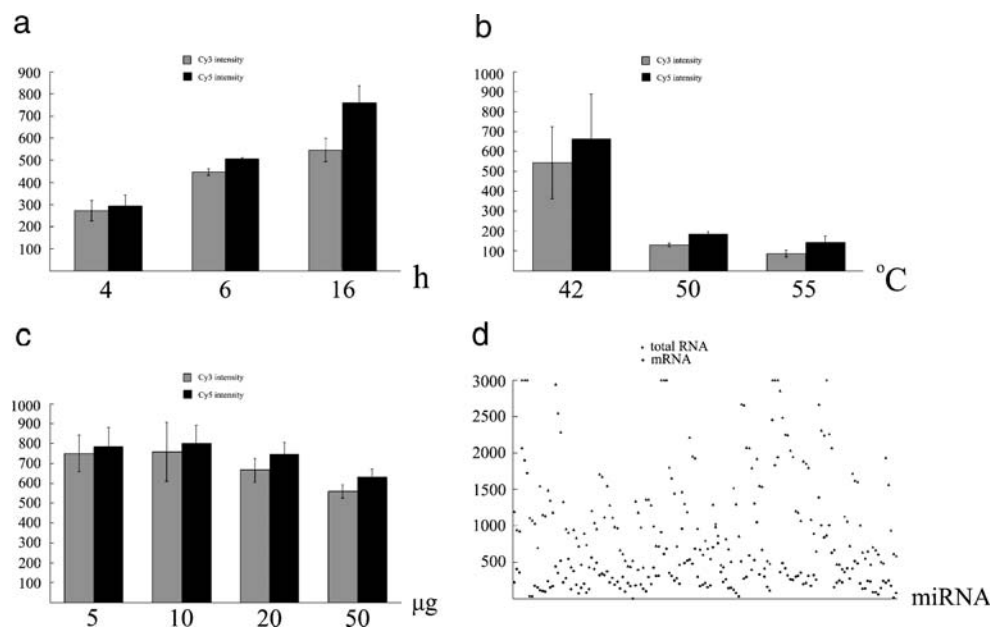 a
Cy3 intensity
Cy5 intensity
900
800
700
600
500
400
300
200
100
4 6 16 h
b
Cy3 intensity
Cy5 intensity
1000
900
800
700
600
500
400
300
200
100
42 50 55 °C
c
Cy3 intensity
Cy5 intensity
1000
900
800
700
600
500
400
300
200
100
5 10 20 50 µg
d
total RNA
mRNA
3000
2500
2000
1500
1000
500
miRNA